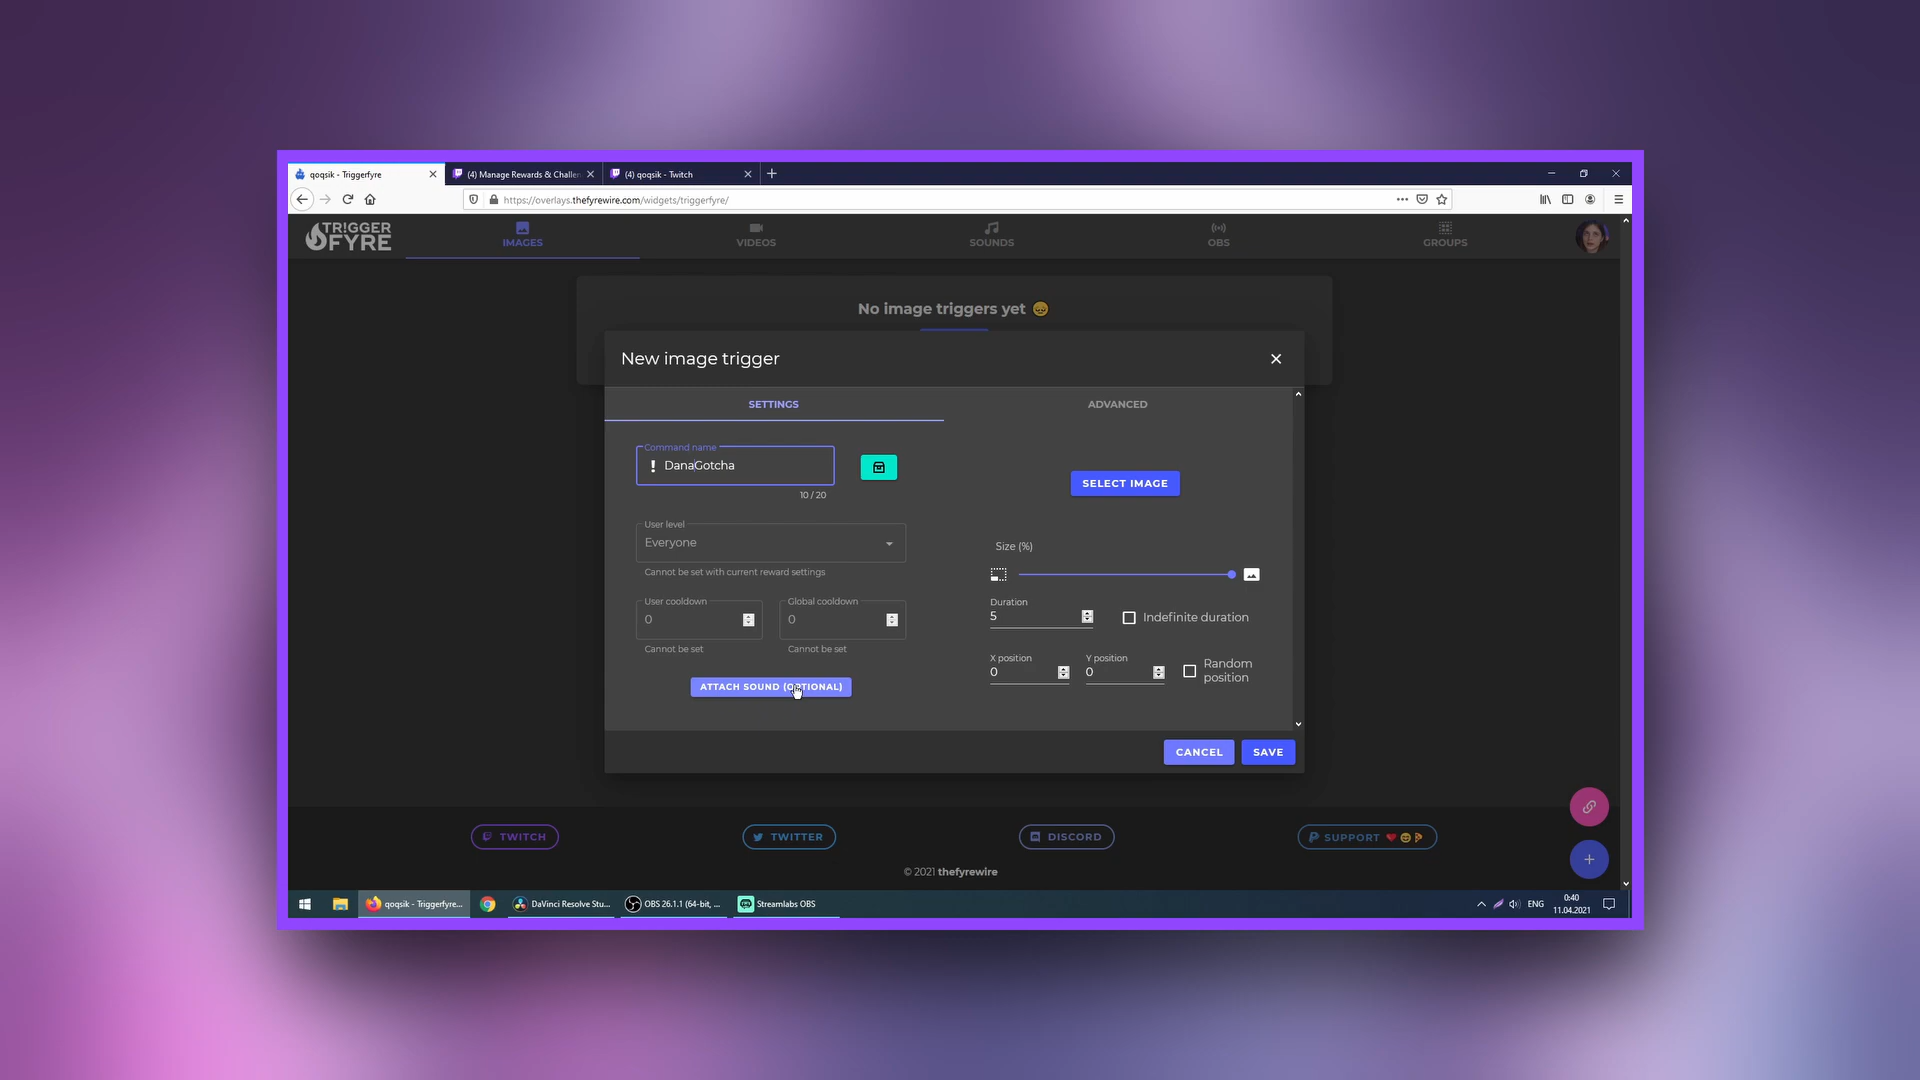 qoqsik - Triggerfyre
(4) Manage Rewards & Challen
(4) qoqsik - Twitch
https://overlays.thefyrewire.com/widgets/triggerfyre/
TR!GGER
FYRE
IMAGES
VIDEOS
SOUNDS
OBS
GROUPS
No image triggers yet
New image trigger
SETTINGS
ADVANCED
Command name
! DanaGotcha
10 / 20
SELECT IMAGE
User level
Everyone
Cannot be set with current reward settings
Size (%)
User cooldown
0
Cannot be set
Global cooldown
0
Cannot be set
Duration
5
Indefinite duration
X position
0
Y position
0
Random
position
ATTACH SOUND (OPTIONAL)
CANCEL
SAVE
TWITCH
TWITTER
DISCORD
SUPPORT
© 2021 thefyrewire
qoqsik - Triggerfyre...
DaVinci Resolve Stu...
OBS 26.1.1 (64-bit, ...
Streamlabs OBS
ENG
0:40
11.04.2021